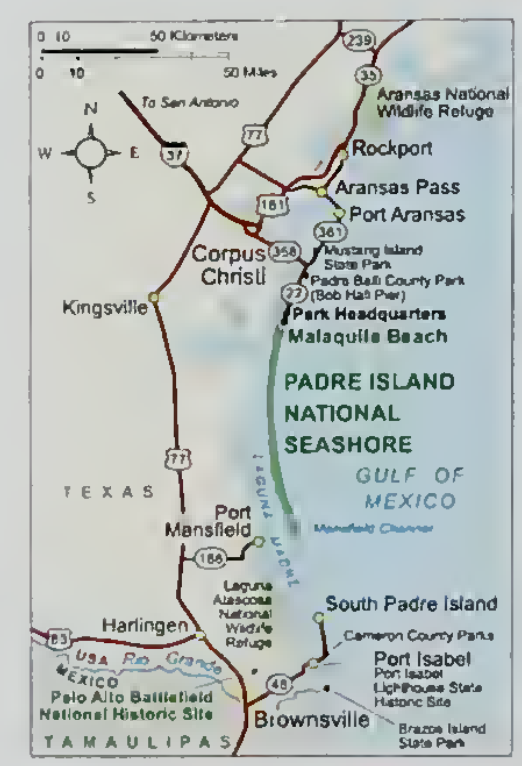 0 10 50 Kilometers
0 10 50 Miles
To San Antonio
N
W E
S
239
35
77
37
Aransas National
Wildlife Refuge
Rockport
Aransas Pass
181
Port Aransas
361
Corpus
Christi
358
Mustang Island
State Park
Padre Balli County Park
(Bob Hall Pier)
22
Kingsville
Park Headquarters
Malaquite Beach
PADRE ISLAND
NATIONAL
SEASHORE
GULF OF
MEXICO
77
TEXAS
LAGUNA MADRE
Port
Mansfield
Mansfield Channel
186
Laguna
Atascosa
National
Wildlife
Refuge
South Padre Island
Harlingen
83
Cameron County Parks
USA Rio Grande
MEXICO
Port Isabel
Port Isabel
Lighthouse State
Historic Site
48
Palo Alto Battlefield
National Historic Site
Brownsville
Brazos Island
State Park
TAMAULIPAS